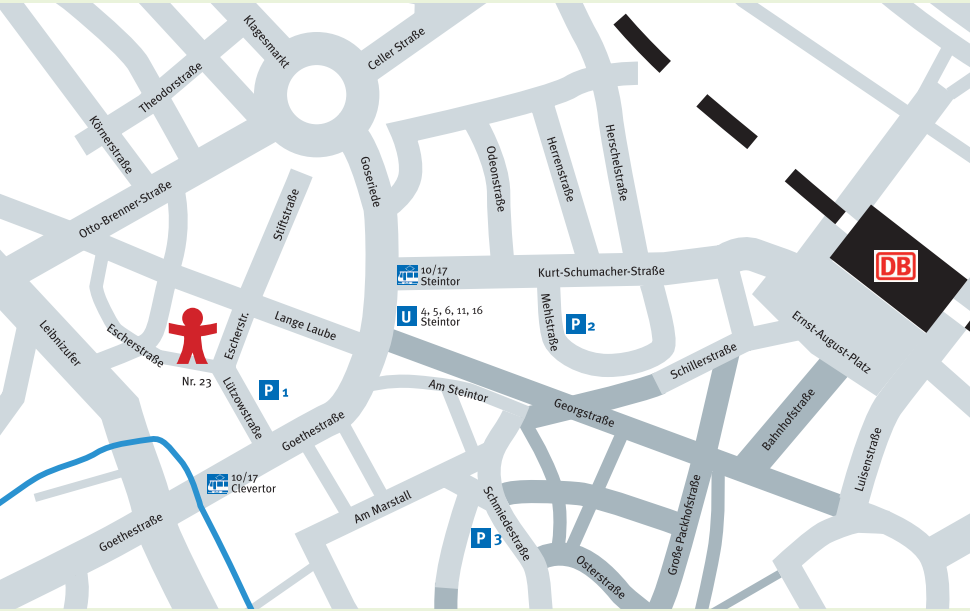 Klagesmarkt
Celler Straße
Theodorstraße
Körnerstraße
Otto-Brenner-Straße
Goseriede
Odeonstraße
Herrenstraße
Herschelstraße
Stiftstraße
DB
10/17
Steintor
Kurt-Schumacher-Straße
U 4, 5, 6, 11, 16
Steintor
Mehlstraße
P 2
Ernst-August-Platz
Leibnizufer
Escherstraße
Escherstr.
Lange Laube
Schillerstraße
Nr. 23
P 1
Lützowstraße
Am Steintor
Georgstraße
Bahnhofstraße
Goethestraße
Luisenstraße
10/17
Clevertor
Am Marstall
Schmiedestraße
Große Packhofstraße
Goethestraße
P 3
Osterstraße